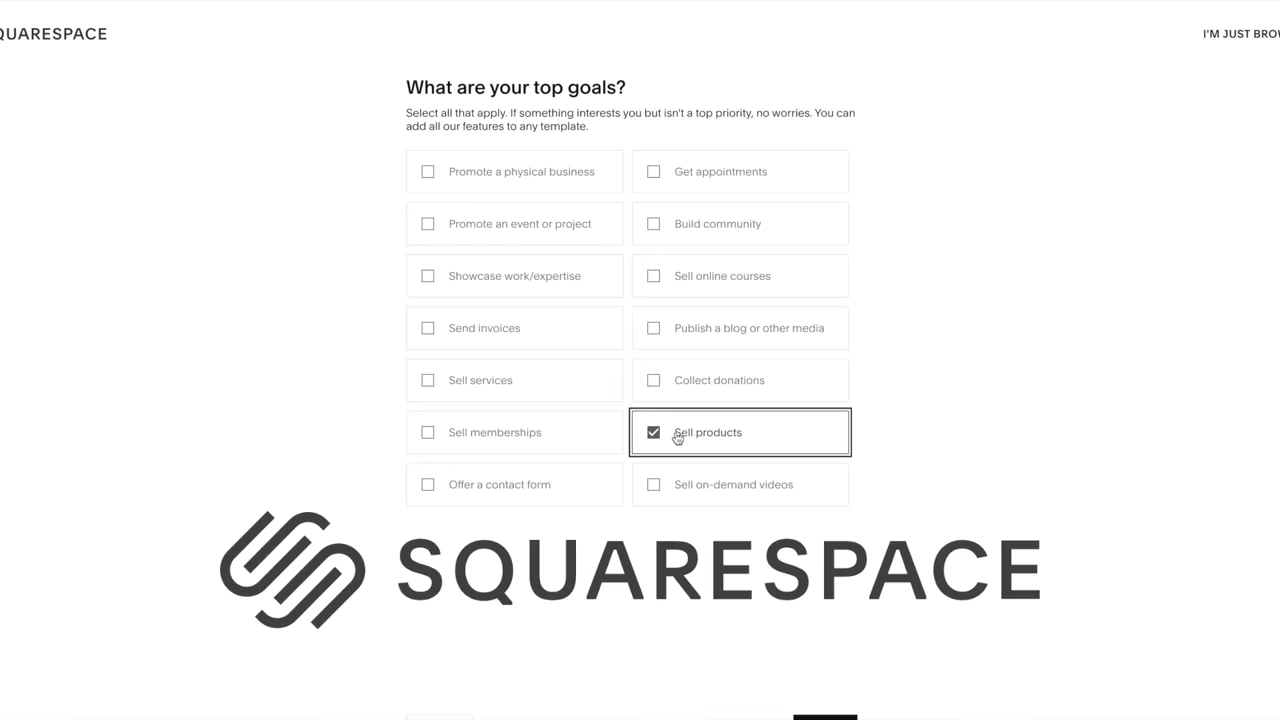 QUARESPACE
I'M JUST BROW
What are your top goals?
Select all that apply. If something interests you but isn't a top priority, no worries. You can
add all our features to any template.
Promote a physical business
Get appointments
Promote an event or project
Build community
Showcase work/expertise
Sell online courses
Send invoices
Publish a blog or other media
Sell services
Collect donations
Sell memberships
Sell products
Offer a contact form
Sell on-demand videos
SQUARESPACE